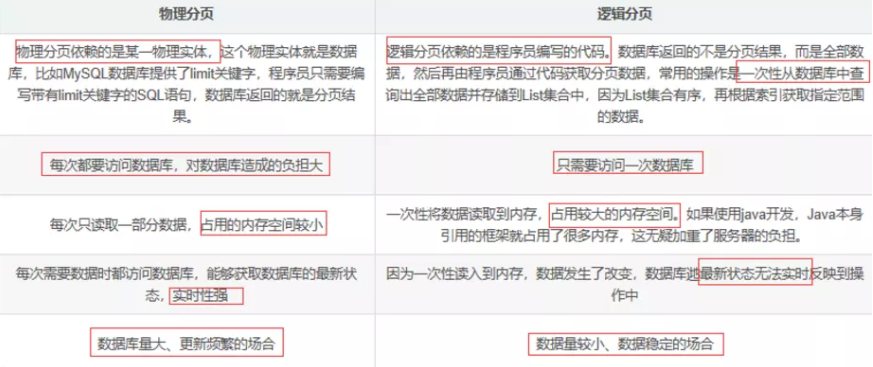 物理分页
逻辑分页
物理分页依赖的是某一物理实体，这个物理实体就是数据
库，比如MySQL数据库提供了limit关键字，程序员只需要编
写带有limit关键字的SQL语句，数据库返回的就是分页结
果。
逻辑分页依赖的是程序员编写的代码。数据库返回的不是分页结果，而是全部数
据，然后再由程序员通过代码获取分页数据，常用的操作是一次性从数据库中查
询出全部数据并存储到List集合中，因为List集合有序，再根据索引获取指定范围
的数据。
每次都要访问数据库，对数据库造成的负担大
只需要访问一次数据库
每次只读取一部分数据，占用的内存空间较小
一次性将数据读取到内存，占用较大的内存空间。如果使用java开发，Java本身
引用的框架就占用了很多内存，这无疑加重了服务器的负担。
每次需要数据时都访问数据库，能够获取数据库的最新状
态，实时性强
因为一次性读入到内存，数据发生了改变，数据库最新状态无法实时反映到操
作中
数据库量大、更新频繁的场合
数据量较小、数据稳定的场合